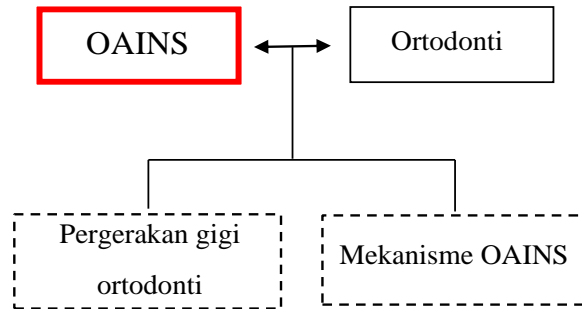 OAINS
Ortodonti
Pergerakan gigi
ortodonti
Mekanisme OAINS